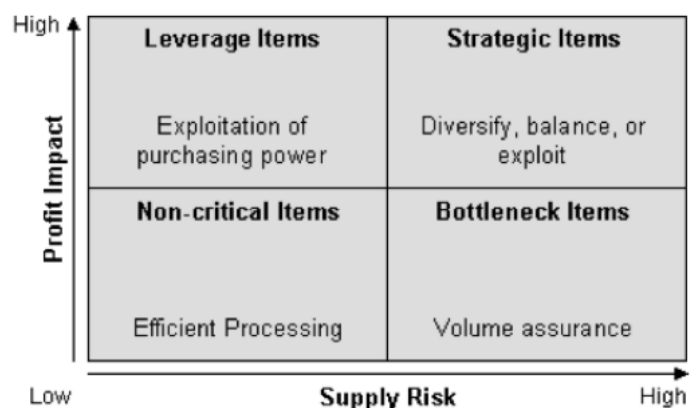 High
Leverage Items
Strategic Items
Exploitation of
purchasing power
Diversify, balance, or
exploit
Profit Impact
Non-critical Items
Bottleneck Items
Efficient Processing
Volume assurance
Low
Supply Risk
High